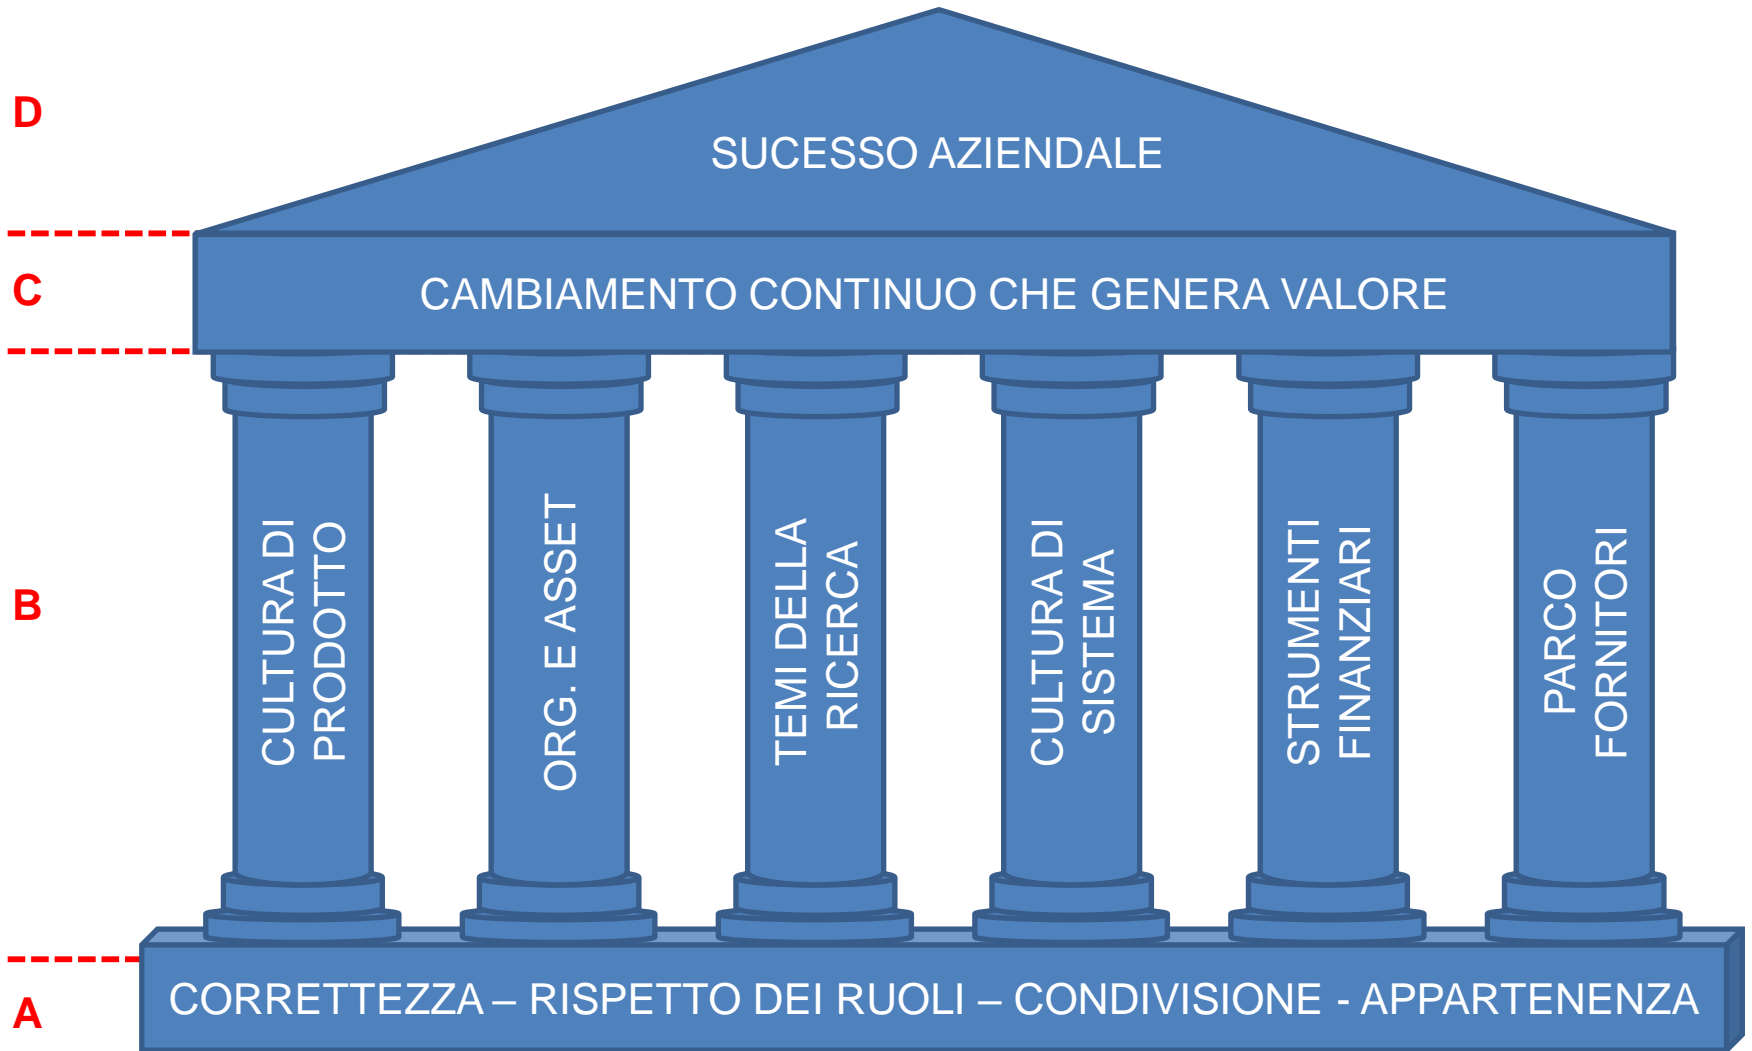 D
SUCESSO AZIENDALE
C
CAMBIAMENTO CONTINUO CHE GENERA VALORE
B
CULTURA DI
PRODOTTO
ORG. E ASSET
TEMI DELLA
RICERCA
CULTURA DI
SISTEMA
STRUMENTI
FINANZIARI
PARCO
FORNITORI
A
CORRETTEZZA – RISPETTO DEI RUOLI – CONDIVISIONE - APPARTENENZA